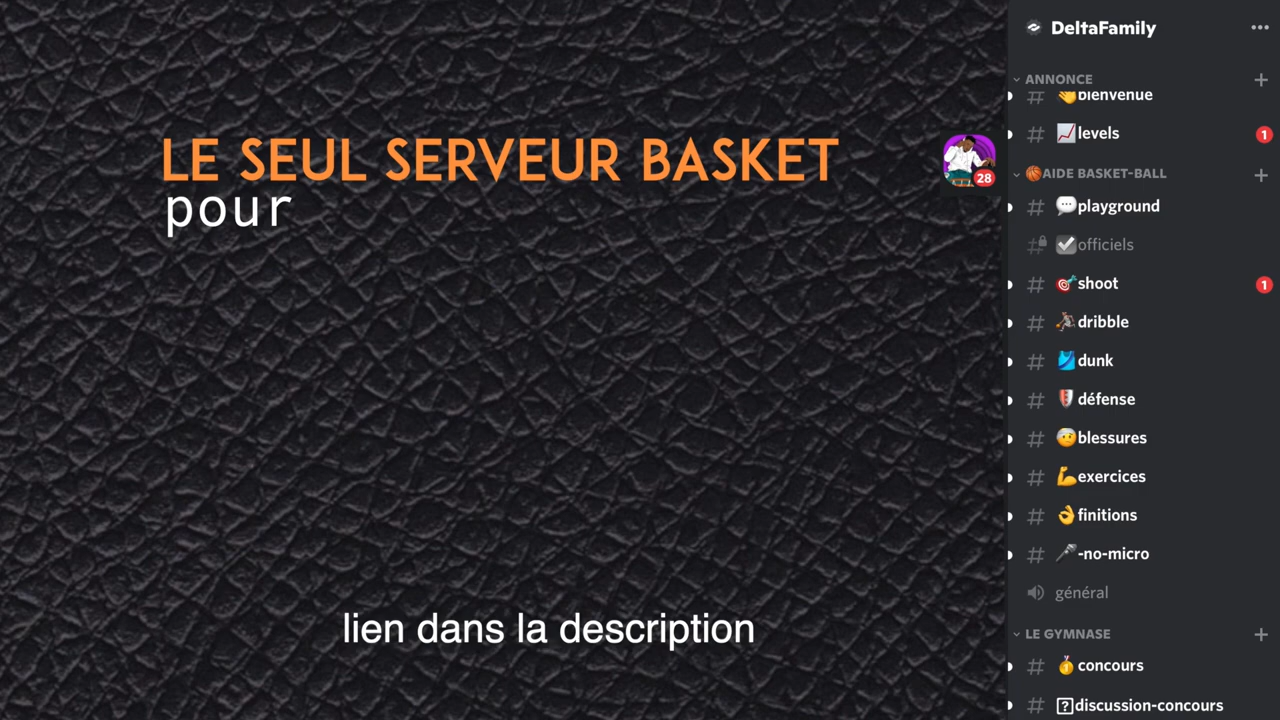 LE SEUL SERVEUR BASKET
pour
lien dans la description
28
DeltaFamily
ANNONCE
bienvenue
levels 1
AIDE BASKET-BALL
playground
officiels
shoot 1
dribble
dunk
défense
blessures
exercices
finitions
-no-micro
général
LE GYMNASE
concours
discussion-concours